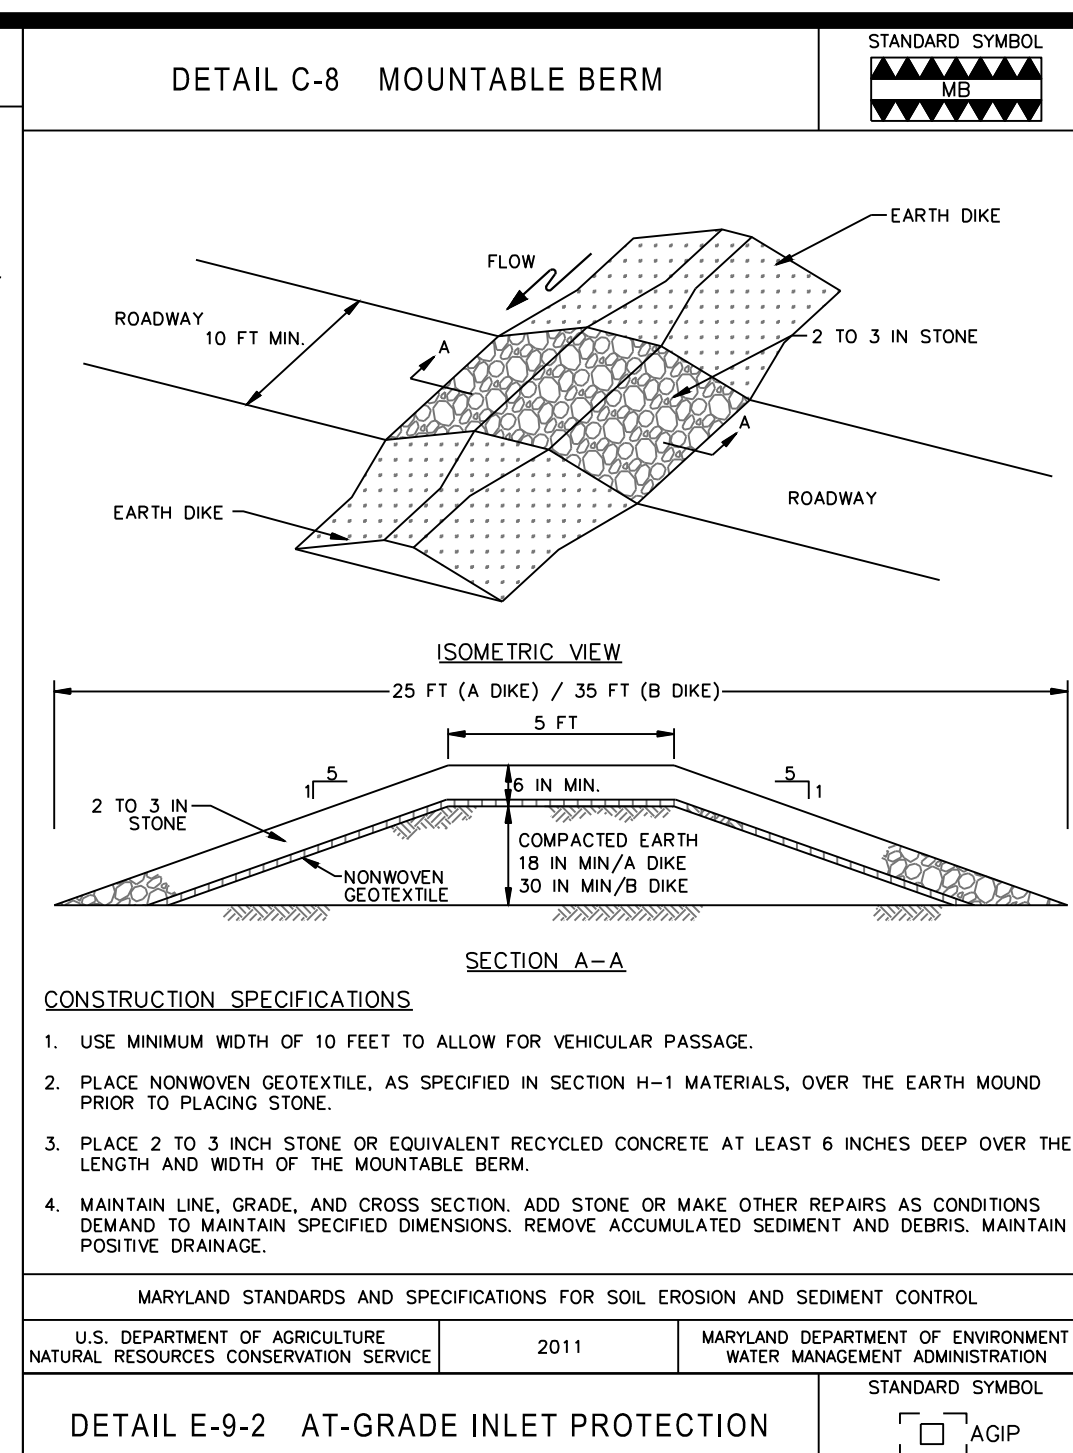 DETAIL C-8 MOUNTABLE BERM
STANDARD SYMBOL
MB
EARTH DIKE
FLOW
ROADWAY
10 FT MIN.
2 TO 3 IN STONE
A
A
ROADWAY
EARTH DIKE
ISOMETRIC VIEW
25 FT (A DIKE) / 35 FT (B DIKE)
5 FT
5
1
6 IN MIN.
5
1
2 TO 3 IN
STONE
COMPACTED EARTH
18 IN MIN/A DIKE
30 IN MIN/B DIKE
NONWOVEN
GEOTEXTILE
SECTION A-A
CONSTRUCTION SPECIFICATIONS
1. USE MINIMUM WIDTH OF 10 FEET TO ALLOW FOR VEHICULAR PASSAGE.
2. PLACE NONWOVEN GEOTEXTILE, AS SPECIFIED IN SECTION H-1 MATERIALS, OVER THE EARTH MOUND
PRIOR TO PLACING STONE.
3. PLACE 2 TO 3 INCH STONE OR EQUIVALENT RECYCLED CONCRETE AT LEAST 6 INCHES DEEP OVER THE
LENGTH AND WIDTH OF THE MOUNTABLE BERM.
4. MAINTAIN LINE, GRADE, AND CROSS SECTION. ADD STONE OR MAKE OTHER REPAIRS AS CONDITIONS
DEMAND TO MAINTAIN SPECIFIED DIMENSIONS. REMOVE ACCUMULATED SEDIMENT AND DEBRIS. MAINTAIN
POSITIVE DRAINAGE.
MARYLAND STANDARDS AND SPECIFICATIONS FOR SOIL EROSION AND SEDIMENT CONTROL
U.S. DEPARTMENT OF AGRICULTURE
NATURAL RESOURCES CONSERVATION SERVICE
2011
MARYLAND DEPARTMENT OF ENVIRONMENT
WATER MANAGEMENT ADMINISTRATION
DETAIL E-9-2 AT-GRADE INLET PROTECTION
STANDARD SYMBOL
AGIP